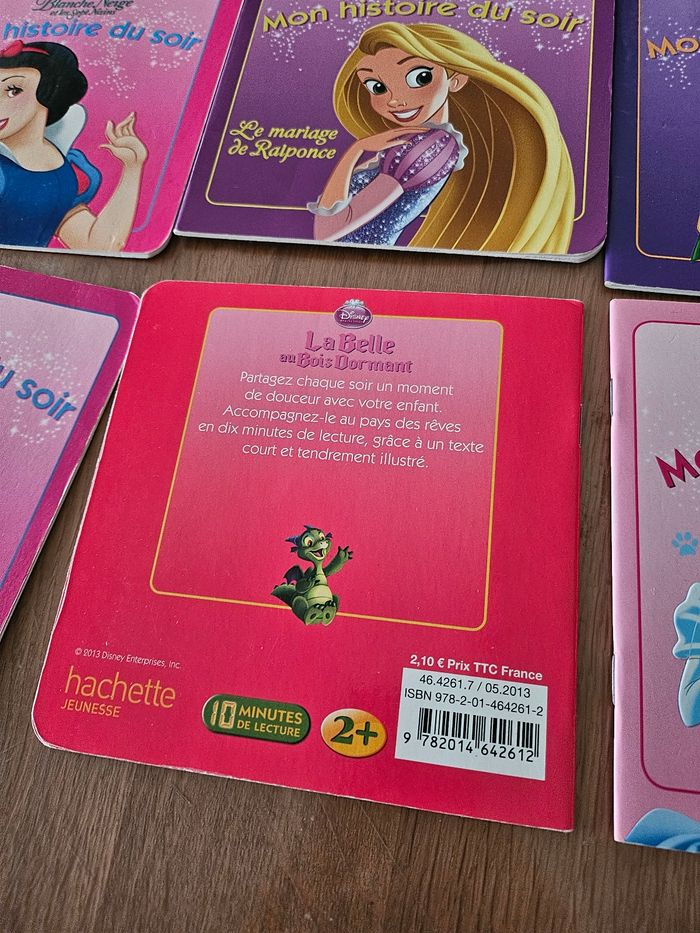 Blanche Neige
et les Sept Nains
histoire du soir
Mon histoire du soir
Le mariage
de Raiponce
Mo
u soir
Disney
La Belle
au Bois Dormant
Partagez chaque soir un moment
de douceur avec votre enfant.
Accompagnez-le au pays des rêves
en dix minutes de lecture, grâce à un texte
court et tendrement illustré.
Mo
© 2013 Disney Enterprises, Inc.
hachette
JEUNESSE
10 MINUTES
DE LECTURE
2+
2,10 € Prix TTC France
46.4261.7 / 05.2013
ISBN 978-2-01-464261-2
9 782014 642612